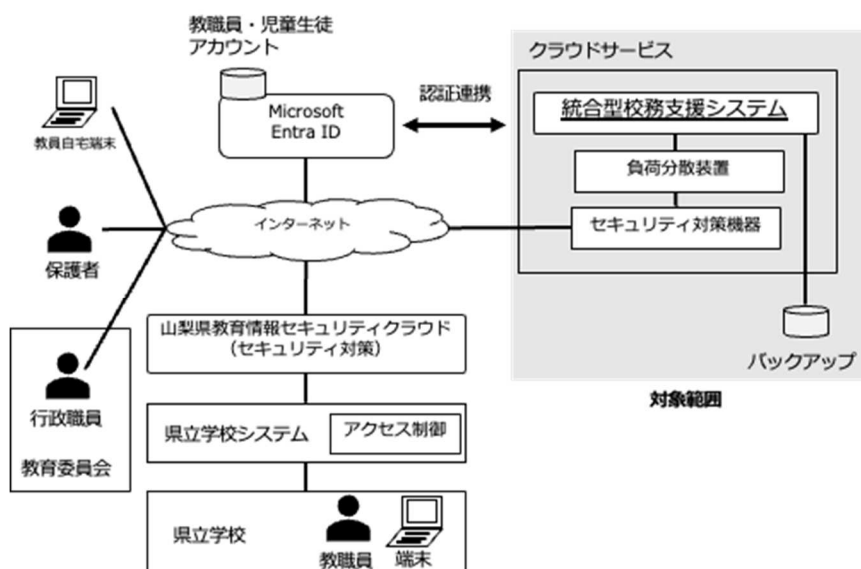 教職員・児童生徒
アカウント
Microsoft
Entra ID
認証連携
クラウドサービス
統合型校務支援システム
負荷分散装置
セキュリティ対策機器
バックアップ
対象範囲
教員自宅端末
インターネット
保護者
行政職員
教育委員会
山梨県教育情報セキュリティクラウド
（セキュリティ対策）
県立学校システム
アクセス制御
県立学校
教職員
端末